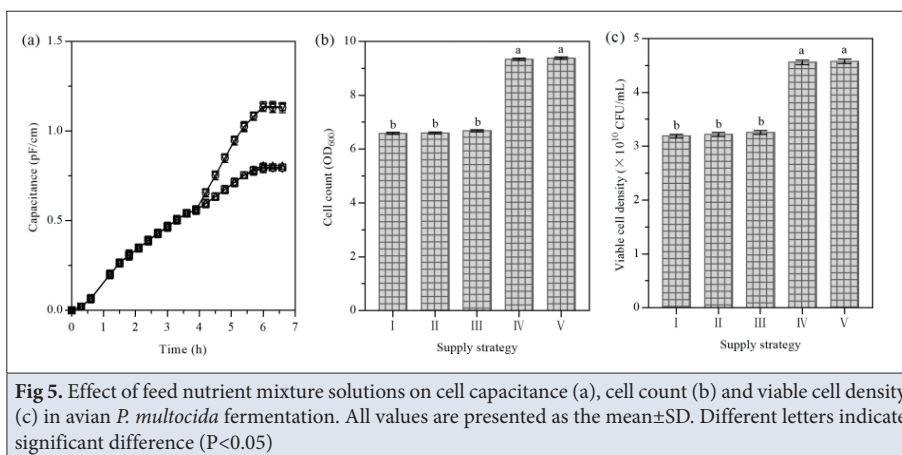 (a)
1.5
1.0
0.5
0.0
Capacitance (pF/cm)
0 1 2 3 4 5 6 7
Time (h)
(b)
10
8
6
4
2
0
Cell count (OD600)
b b b a a
I II III IV V
Supply strategy
(c)
5
4
3
2
1
0
Viable cell density (× 10^10 CFU/mL)
b b b a a
I II III IV V
Supply strategy
Fig 5. Effect of feed nutrient mixture solutions on cell capacitance (a), cell count (b) and viable cell density
(c) in avian P. multocida fermentation. All values are presented as the mean±SD. Different letters indicate
significant difference (P<0.05)